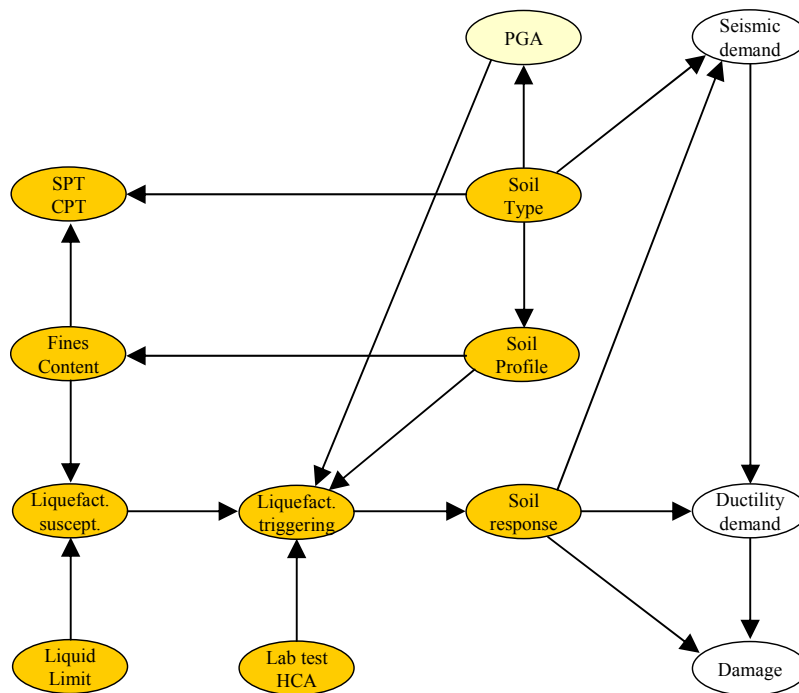 PGA
Seismic
demand
SPT
CPT
Soil
Type
Fines
Content
Soil
Profile
Liquefact.
suscept.
Liquefact.
triggering
Soil
response
Ductility
demand
Liquid
Limit
Lab test
HCA
Damage